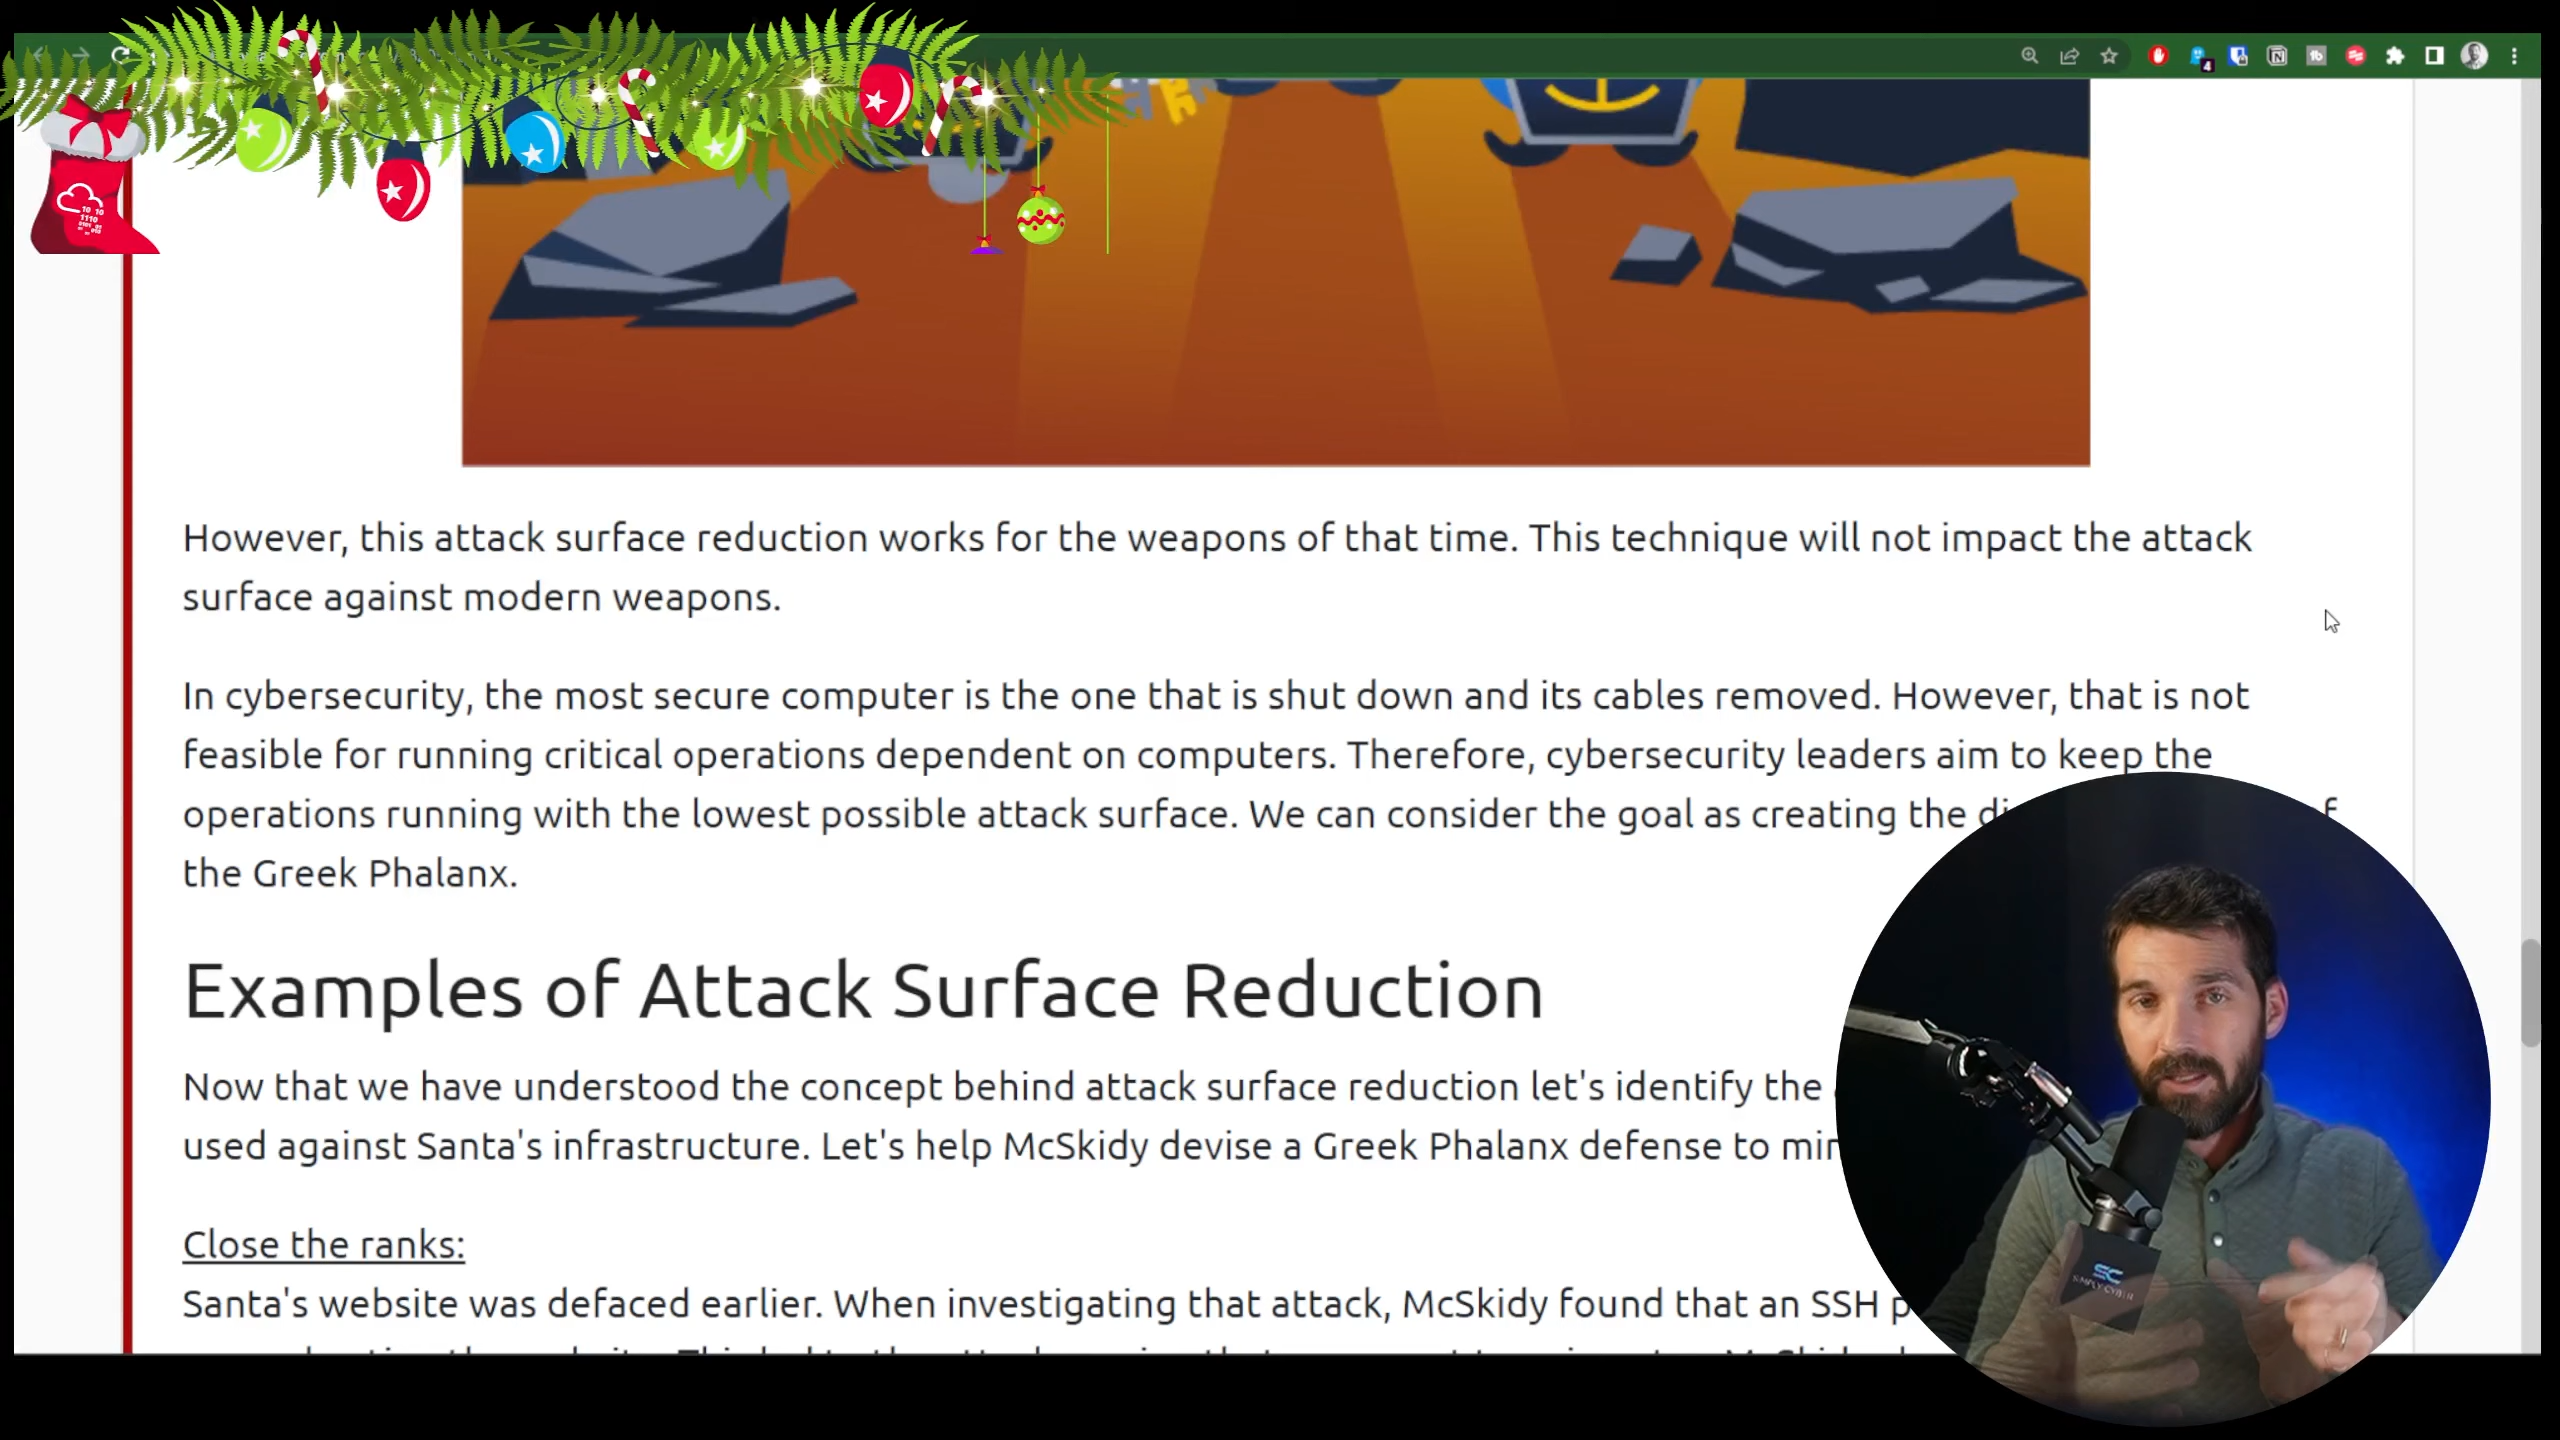 However, this attack surface reduction works for the weapons of that time. This technique will not impact the attack
surface against modern weapons.
In cybersecurity, the most secure computer is the one that is shut down and its cables removed. However, that is not
feasible for running critical operations dependent on computers. Therefore, cybersecurity leaders aim to keep the
operations running with the lowest possible attack surface. We can consider the goal as creating the
the Greek Phalanx.
Examples of Attack Surface Reduction
Now that we have understood the concept behind attack surface reduction let's identify the
used against Santa's infrastructure. Let's help McSkidy devise a Greek Phalanx defense to
Close the ranks:
Santa's website was defaced earlier. When investigating that attack, McSkidy found that an SSH
SC
SIMPLY CYBER
4